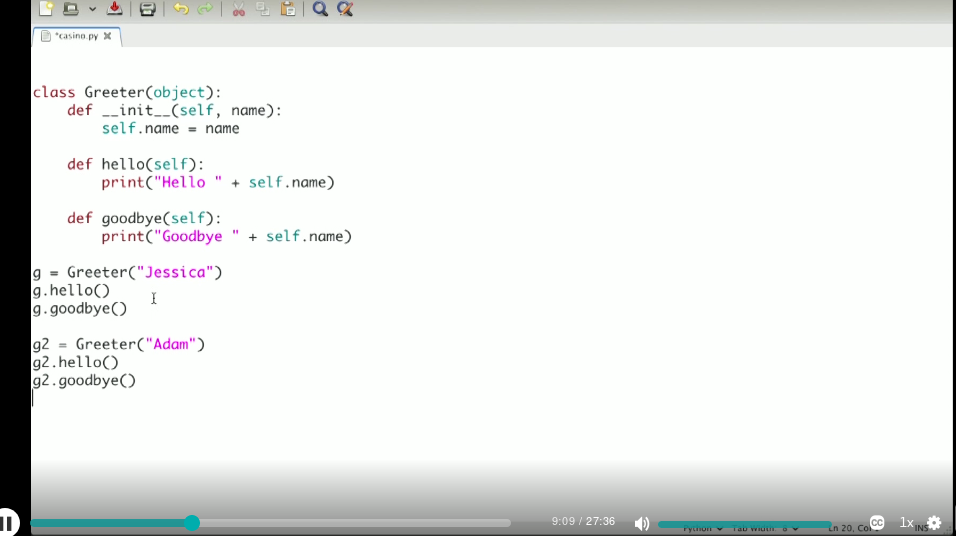 *casino.py
class Greeter(object):
    def __init__(self, name):
        self.name = name
    def hello(self):
        print("Hello " + self.name)
    def goodbye(self):
        print("Goodbye " + self.name)
g = Greeter("Jessica")
g.hello()
g.goodbye()
g2 = Greeter("Adam")
g2.hello()
g2.goodbye()
9:09 / 27:36 CC 1x
Python Tab Width: 8 Ln 20, Co INS